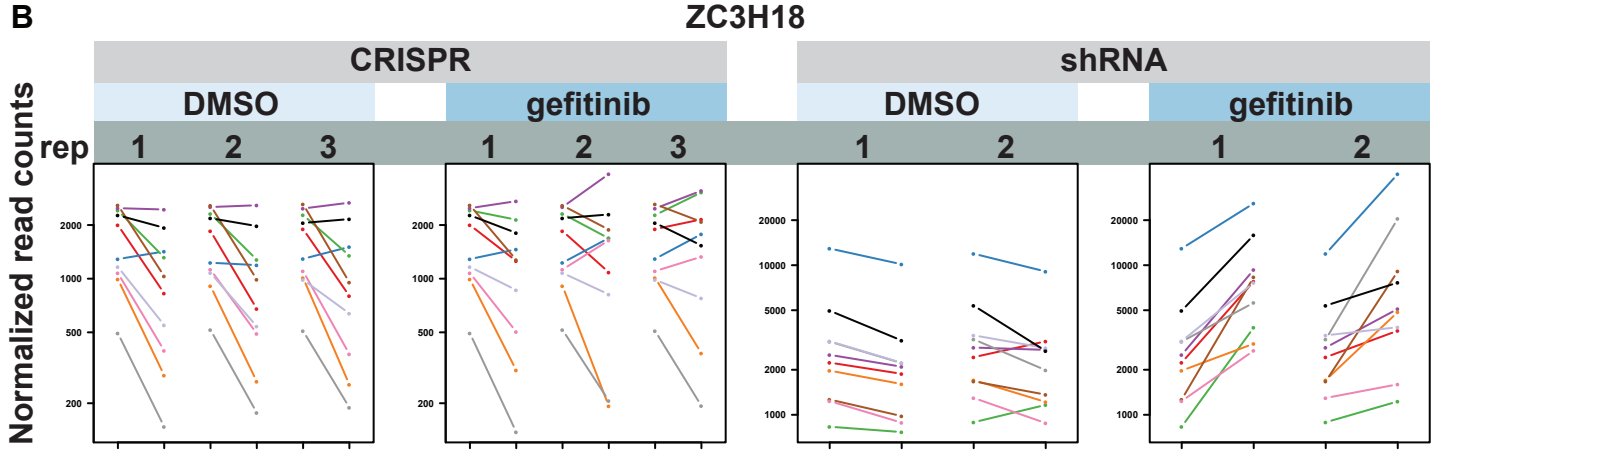 B
ZC3H18
CRISPR
shRNA
DMSO
gefitinib
DMSO
gefitinib
rep 1 2 3 1 2 3 1 2 1 2
Normalized read counts
2000
1000
500
200
2000
1000
500
200
20000
10000
5000
2000
1000
20000
10000
5000
2000
1000